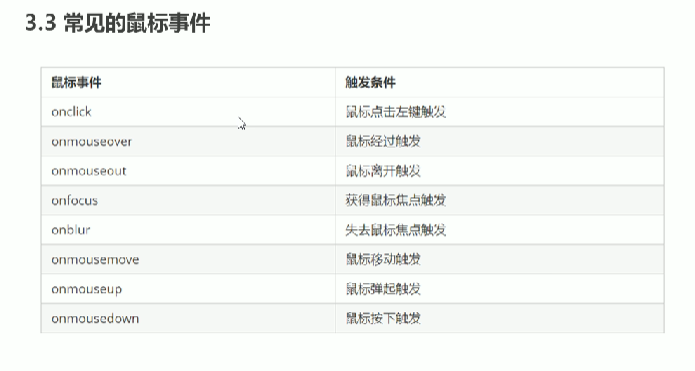 3.3 常见的鼠标事件
鼠标事件 触发条件
onclick 鼠标点击左键触发
onmouseover 鼠标经过触发
onmouseout 鼠标离开触发
onfocus 获得鼠标焦点触发
onblur 失去鼠标焦点触发
onmousemove 鼠标移动触发
onmouseup 鼠标弹起触发
onmousedown 鼠标按下触发